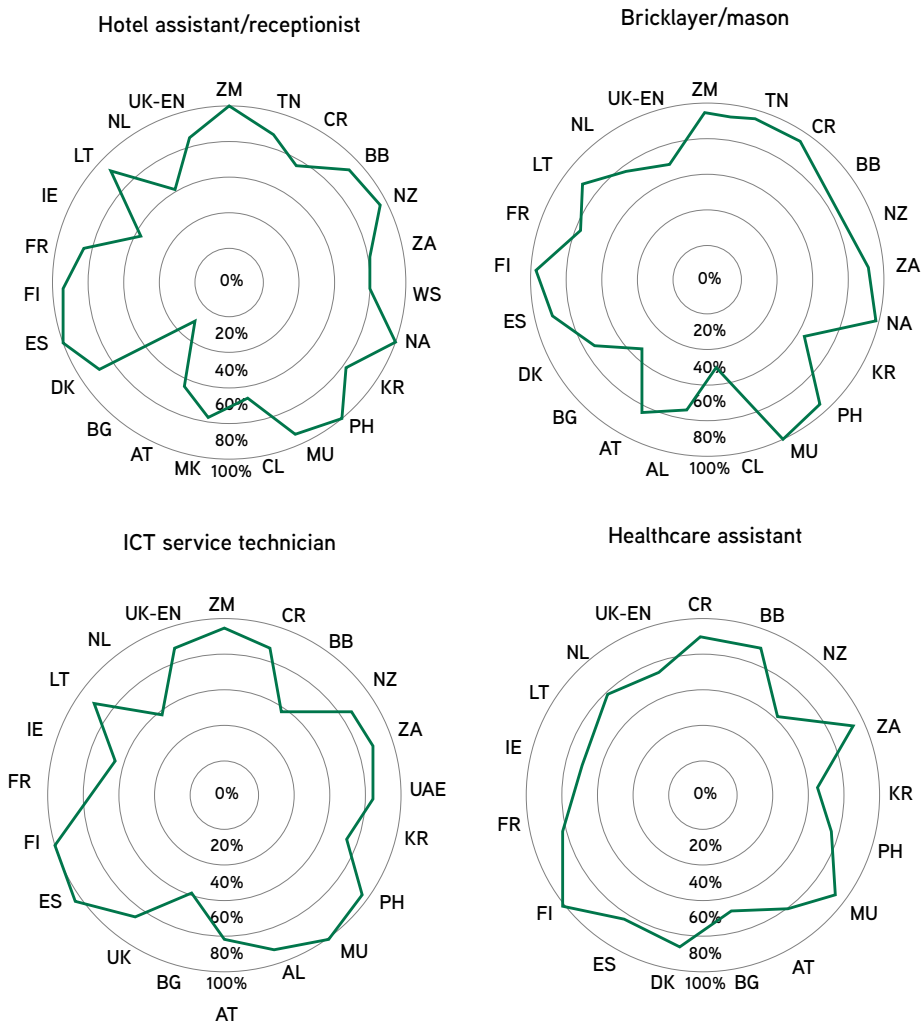 Hotel assistant/receptionist
ZM
TN
CR
BB
NZ
ZA
WS
NA
KR
PH
MU
CL
MK
AT
BG
DK
ES
FI
FR
IE
LT
NL
UK-EN
0%
20%
40%
60%
80%
100%
Bricklayer/mason
ZM
TN
CR
BB
NZ
ZA
NA
KR
PH
MU
CL
AL
AT
BG
DK
ES
FI
FR
LT
NL
UK-EN
0%
20%
40%
60%
80%
100%
ICT service technician
ZM
CR
BB
NZ
ZA
UAE
KR
PH
MU
AL
AT
BG
UK
ES
FI
FR
IE
LT
NL
UK-EN
0%
20%
40%
60%
80%
100%
Healthcare assistant
CR
BB
NZ
ZA
KR
PH
MU
AT
BG
DK
ES
FI
FR
IE
LT
NL
UK-EN
0%
20%
40%
60%
80%
100%